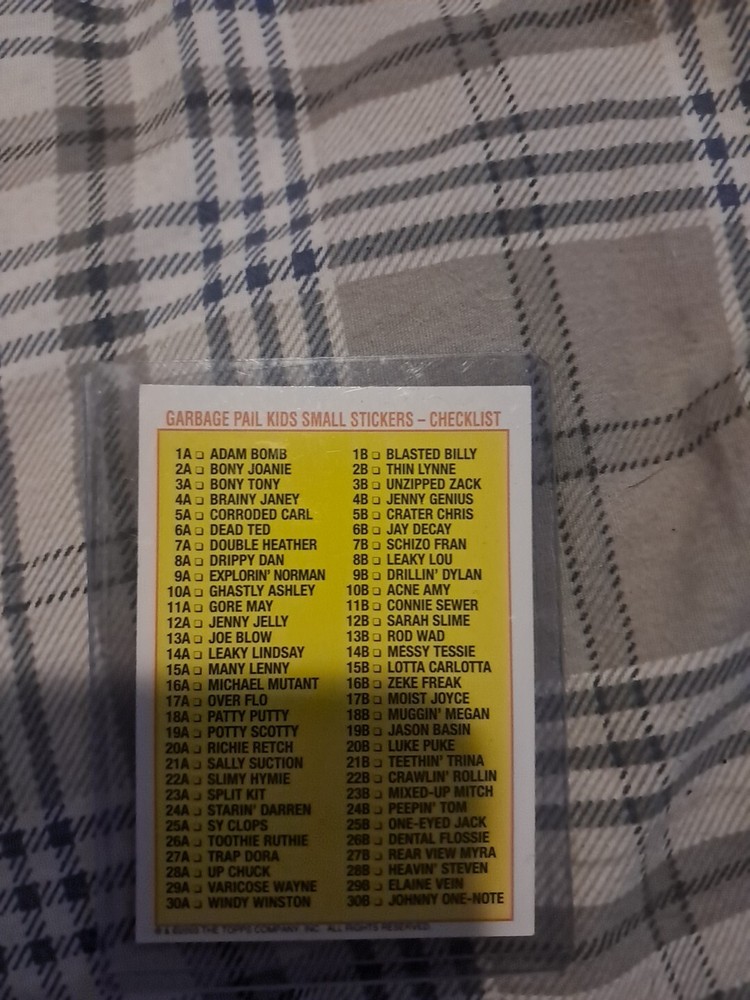 GARBAGE PAIL KIDS SMALL STICKERS – CHECKLIST
1A ❏ ADAM BOMB 1B ❏ BLASTED BILLY
2A ❏ BONY JOANIE 2B ❏ THIN LYNNE
3A ❏ BONY TONY 3B ❏ UNZIPPED ZACK
4A ❏ BRAINY JANEY 4B ❏ JENNY GENIUS
5A ❏ CORRODED CARL 5B ❏ CRATER CHRIS
6A ❏ DEAD TED 6B ❏ JAY DECAY
7A ❏ DOUBLE HEATHER 7B ❏ SCHIZO FRAN
8A ❏ DRIPPY DAN 8B ❏ LEAKY LOU
9A ❏ EXPLORIN' NORMAN 9B ❏ DRILLIN' DYLAN
10A ❏ GHASTLY ASHLEY 10B ❏ ACNE AMY
11A ❏ GORE MAY 11B ❏ CONNIE SEWER
12A ❏ JENNY JELLY 12B ❏ SARAH SLIME
13A ❏ JOE BLOW 13B ❏ ROD WAD
14A ❏ LEAKY LINDSAY 14B ❏ MESSY TESSIE
15A ❏ MANY LENNY 15B ❏ LOTTA CARLOTTA
16A ❏ MICHAEL MUTANT 16B ❏ ZEKE FREAK
17A ❏ OVER FLO 17B ❏ MOIST JOYCE
18A ❏ PATTY PUTTY 18B ❏ MUGGIN' MEGAN
19A ❏ POTTY SCOTTY 19B ❏ JASON BASIN
20A ❏ RICHIE RETCH 20B ❏ LUKE PUKE
21A ❏ SALLY SUCTION 21B ❏ TEETHIN' TRINA
22A ❏ SLIMY HYMIE 22B ❏ CRAWLIN' ROLLIN
23A ❏ SPLIT KIT 23B ❏ MIXED-UP MITCH
24A ❏ STARIN' DARREN 24B ❏ PEEPIN' TOM
25A ❏ SY CLOPS 25B ❏ ONE-EYED JACK
26A ❏ TOOTHIE RUTHIE 26B ❏ DENTAL FLOSSIE
27A ❏ TRAP DORA 27B ❏ REAR VIEW MYRA
28A ❏ UP CHUCK 28B ❏ HEAVIN' STEVEN
29A ❏ VARICOSE WAYNE 29B ❏ ELAINE VEIN
30A ❏ WINDY WINSTON 30B ❏ JOHNNY ONE-NOTE
THE TOPPS COMPANY, INC. ALL RIGHTS RESERVED.